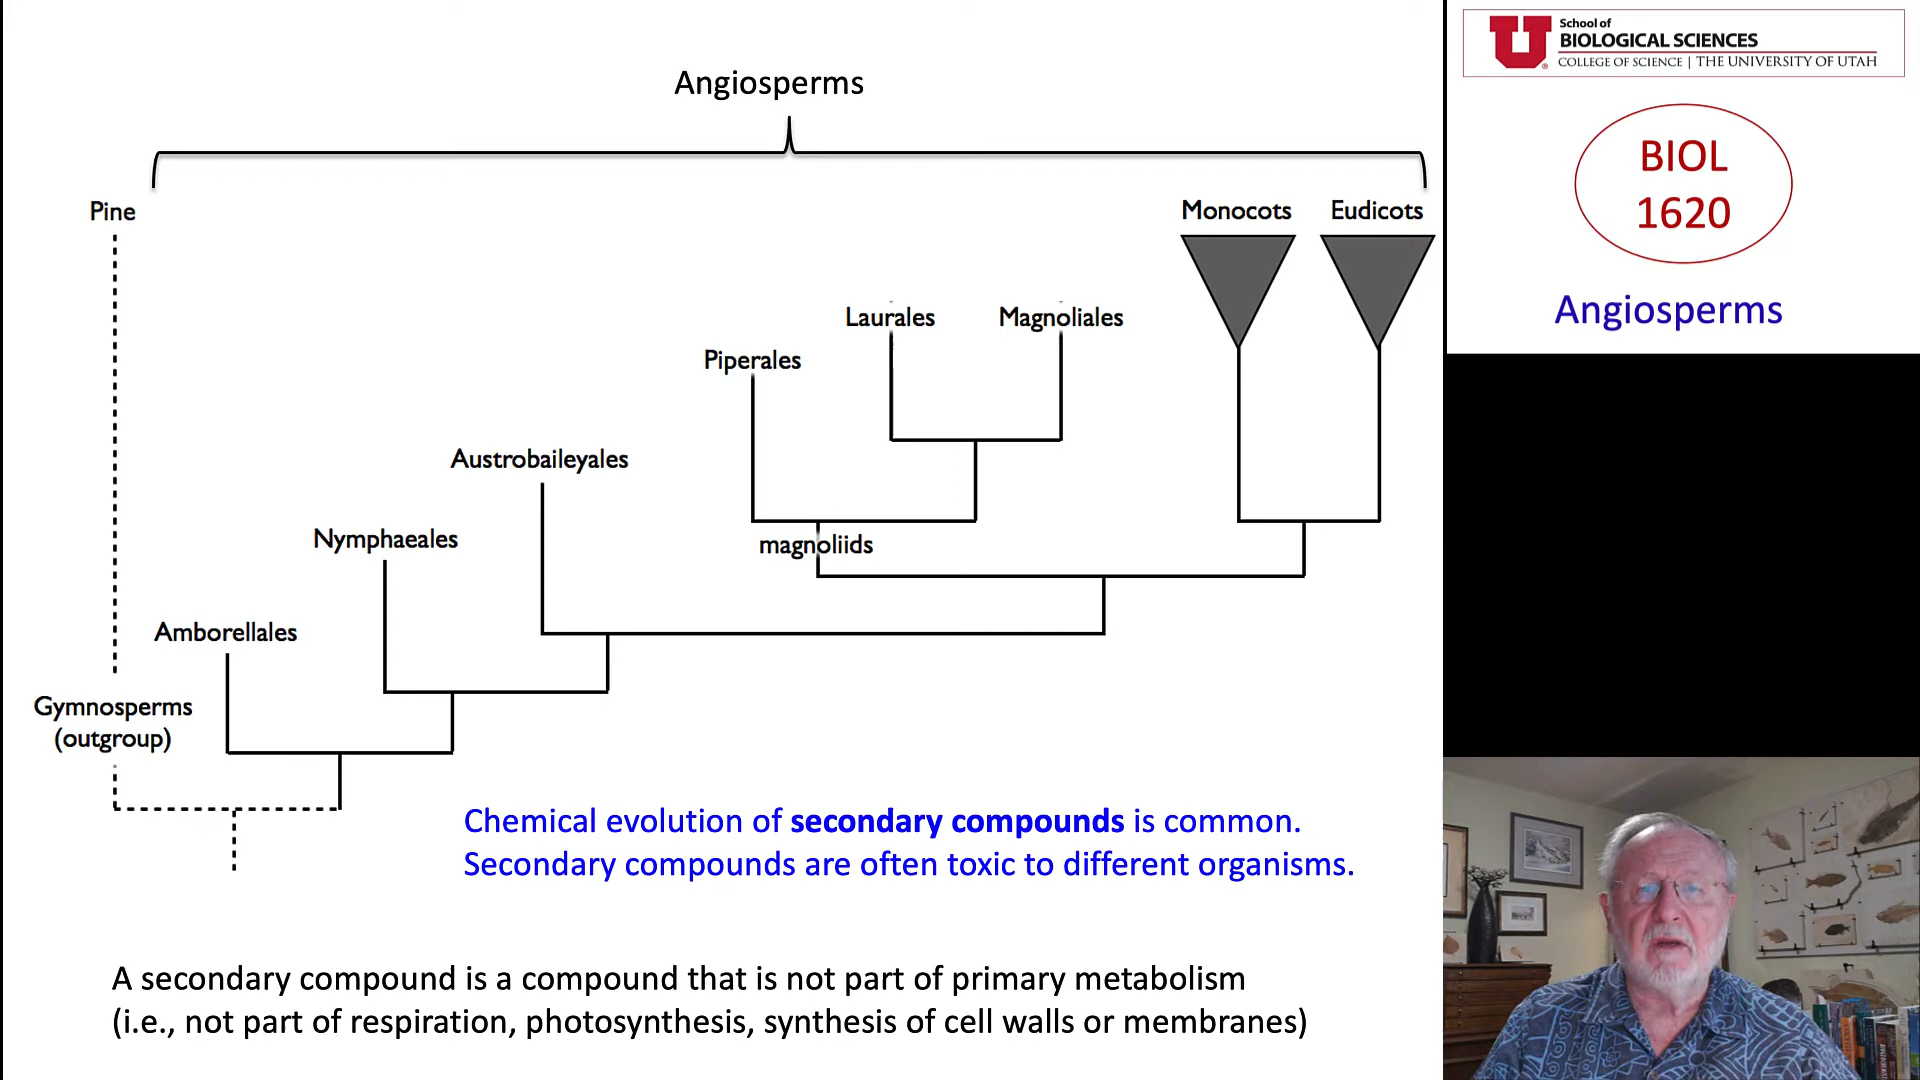 Angiosperms
Pine
Monocots
Eudicots
Laurales
Magnoliales
Piperales
Austrobaileyales
Nymphaeales
magnoliids
Amborellales
Gymnosperms
(outgroup)
Chemical evolution of secondary compounds is common.
Secondary compounds are often toxic to different organisms.
A secondary compound is a compound that is not part of primary metabolism
(i.e., not part of respiration, photosynthesis, synthesis of cell walls or membranes)
School of
BIOLOGICAL SCIENCES
COLLEGE OF SCIENCE | THE UNIVERSITY OF UTAH
BIOL
1620
Angiosperms